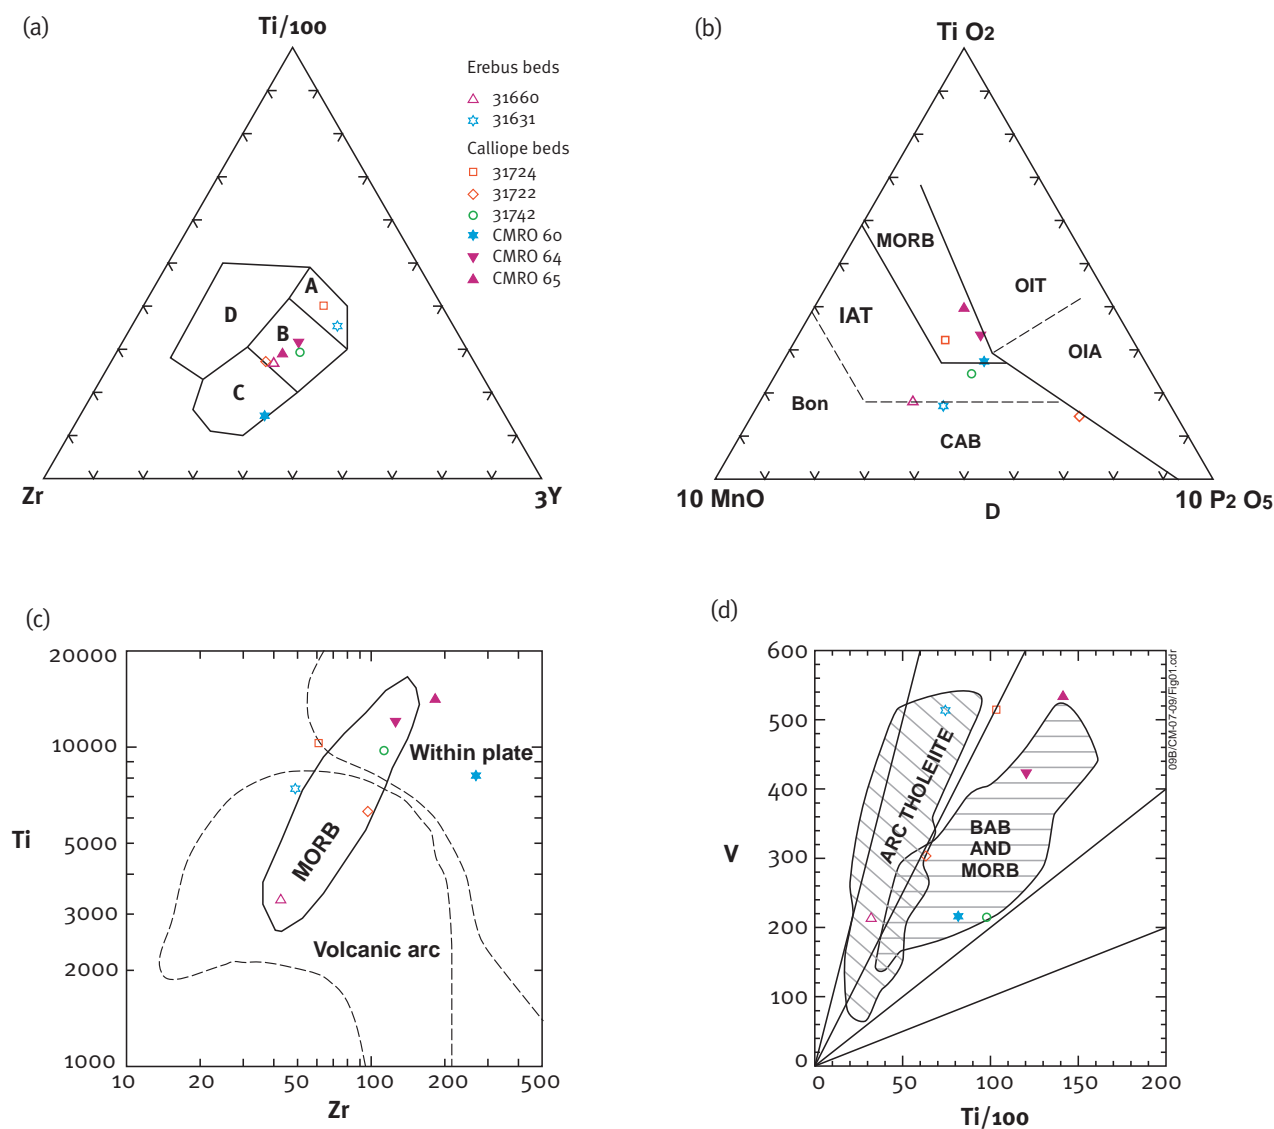 (a)
Ti/100
Erebus beds
31660
31631
Calliope beds
31724
31722
31742
CMRO 60
CMRO 64
CMRO 65
A
D
B
C
Zr
3Y
(b)
Ti O2
MORB
OIT
IAT
OIA
Bon
CAB
10 MnO
10 P2 O5
D
(c)
20000
10000
5000
3000
2000
1000
Ti
Within plate
MORB
Volcanic arc
10
20
50
100
200
500
Zr
(d)
600
500
400
300
200
100
0
V
ARC THOLEIITE
BAB
AND
MORB
0
50
100
150
200
Ti/100
09B/CM-07-09/Fig01.cdr